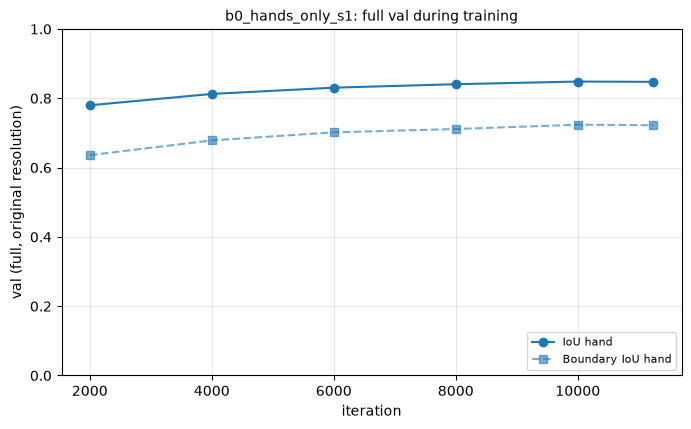 b0_hands_only_s1: full val during training
val (full, original resolution)
1.0
0.8
0.6
0.4
0.2
0.0
2000 4000 6000 8000 10000
iteration
IoU hand
Boundary IoU hand